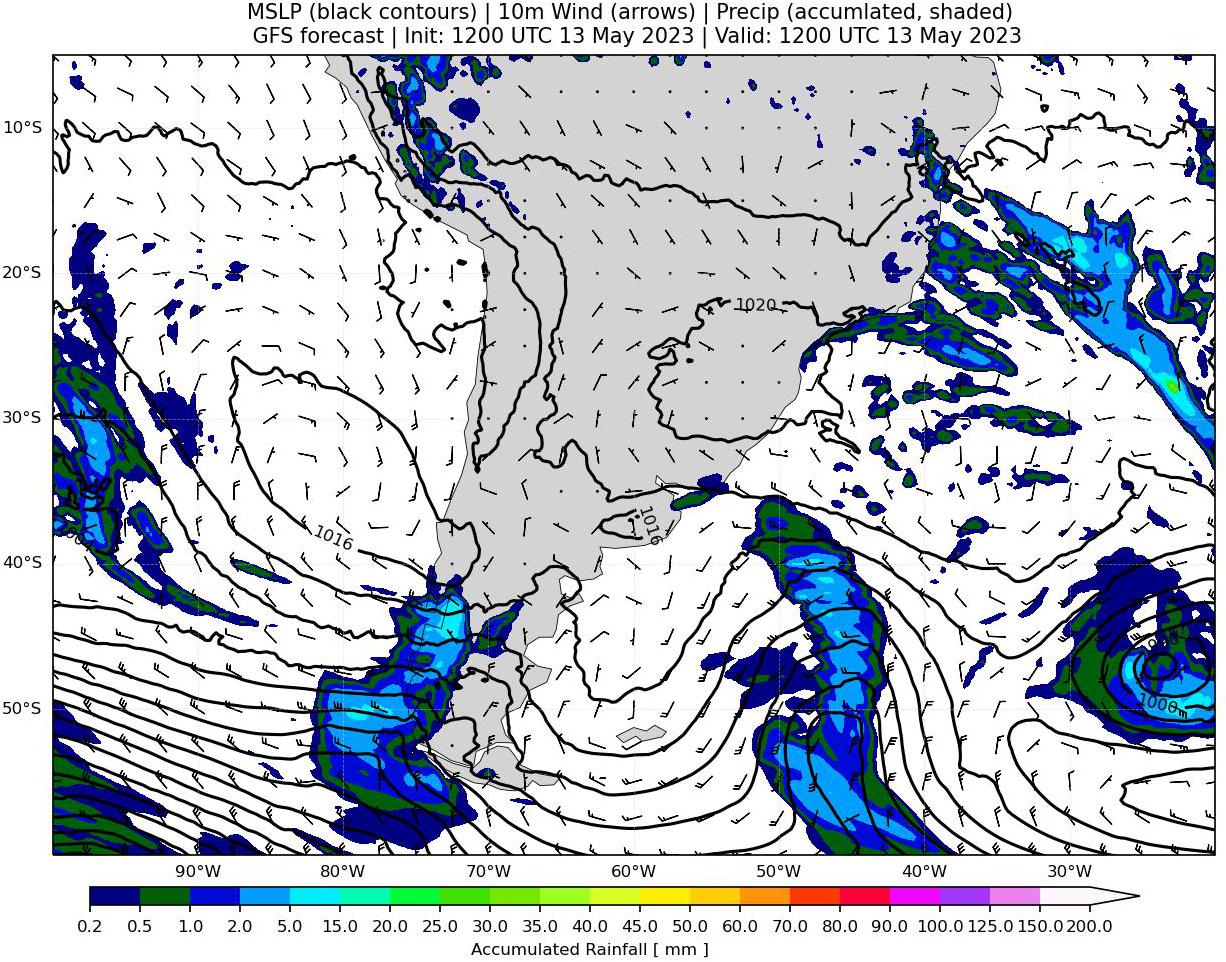 MSLP (black contours) | 10m Wind (arrows) | Precip (accumlated, shaded)
GFS forecast | Init: 1200 UTC 13 May 2023 | Valid: 1200 UTC 13 May 2023
10°S
20°S
1020
30°S
1016
1016
40°S
1000
50°S
90°W 80°W 70°W 60°W 50°W 40°W 30°W
0.2 0.5 1.0 2.0 5.0 10.0 15.0 20.0 25.0 30.0 35.0 40.0 45.0 50.0 60.0 70.0 80.0 90.0 100.0 125.0 150.0 200.0
Accumulated Rainfall [ mm ]